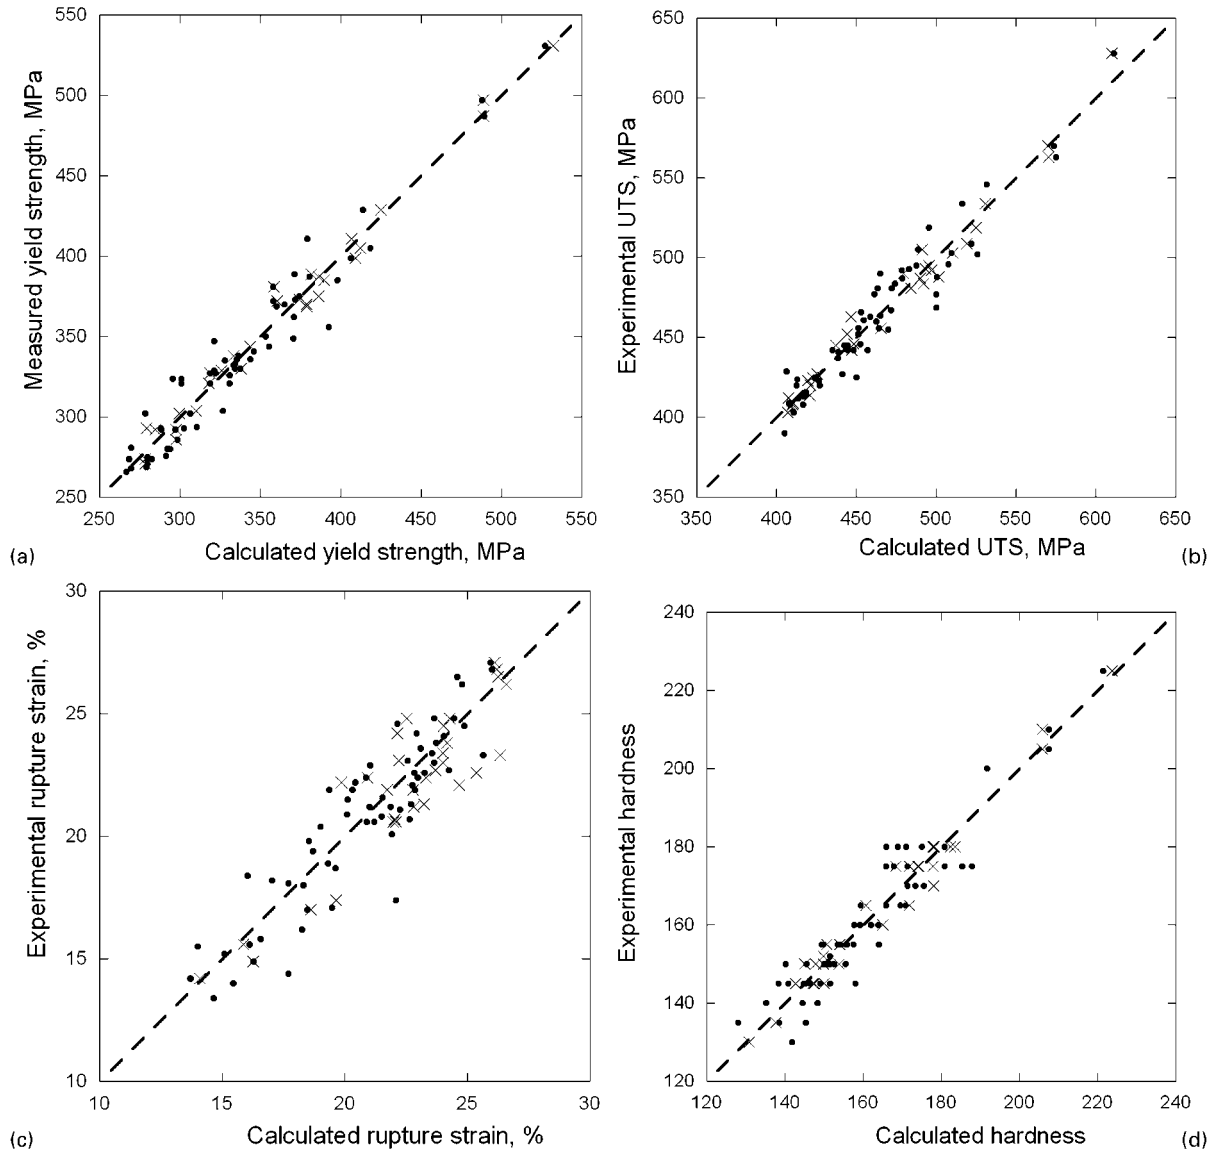 550
500
450
400
350
300
250
Measured yield strength, MPa
250 300 350 400 450 500 550
(a) Calculated yield strength, MPa
650
600
550
500
450
400
350
Experimental UTS, MPa
350 400 450 500 550 600 650
Calculated UTS, MPa (b)
30
25
20
15
10
Experimental rupture strain, %
10 15 20 25 30
(c) Calculated rupture strain, %
240
220
200
180
160
140
120
Experimental hardness
120 140 160 180 200 220 240
Calculated hardness (d)